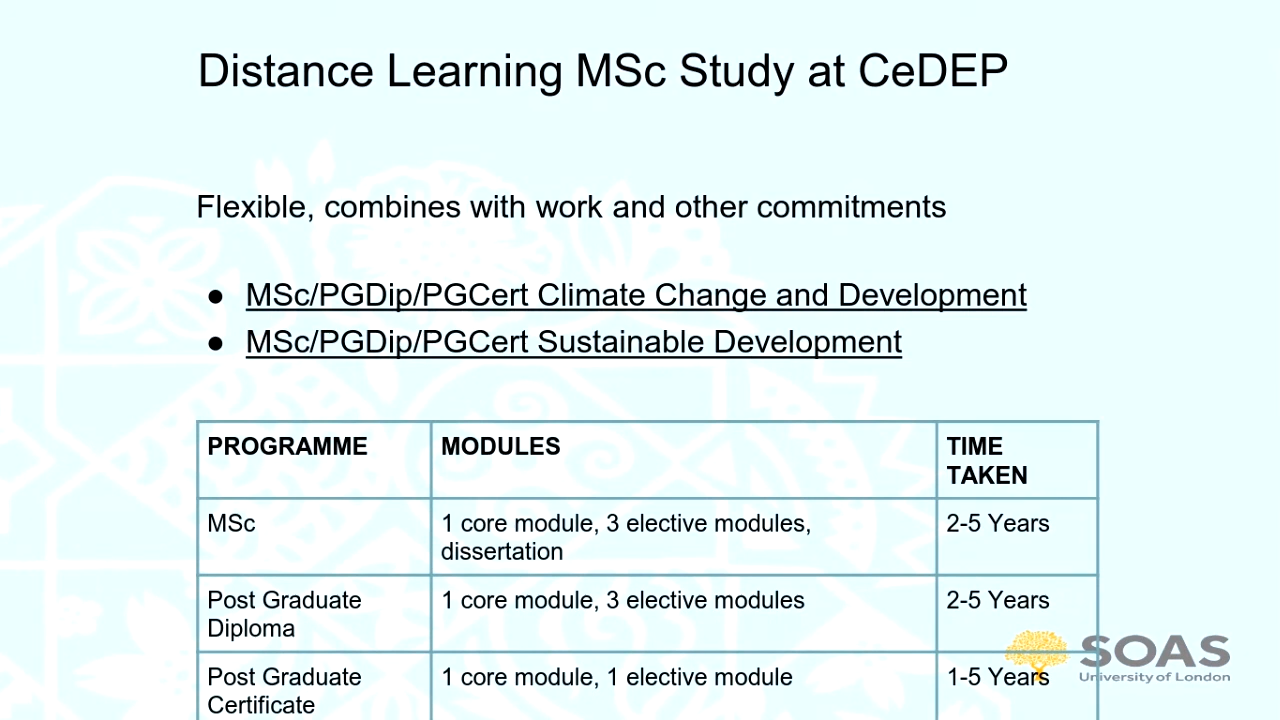 Distance Learning MSc Study at CeDEP
Flexible, combines with work and other commitments
● MSc/PGDip/PGCert Climate Change and Development
● MSc/PGDip/PGCert Sustainable Development
PROGRAMME
MODULES
TIME
TAKEN
MSc
1 core module, 3 elective modules,
dissertation
2-5 Years
Post Graduate
Diploma
1 core module, 3 elective modules
2-5 Years
Post Graduate
Certificate
1 core module, 1 elective module
1-5 Years
SOAS
University of London